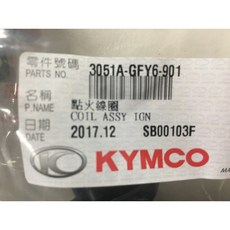 零件號碼 3051A-GFY6-901
PARTS NO.
名稱 點火線圈
P.NAME COIL ASSY IGN
日期 2017.12 SB00103F
DATE
KYMCO